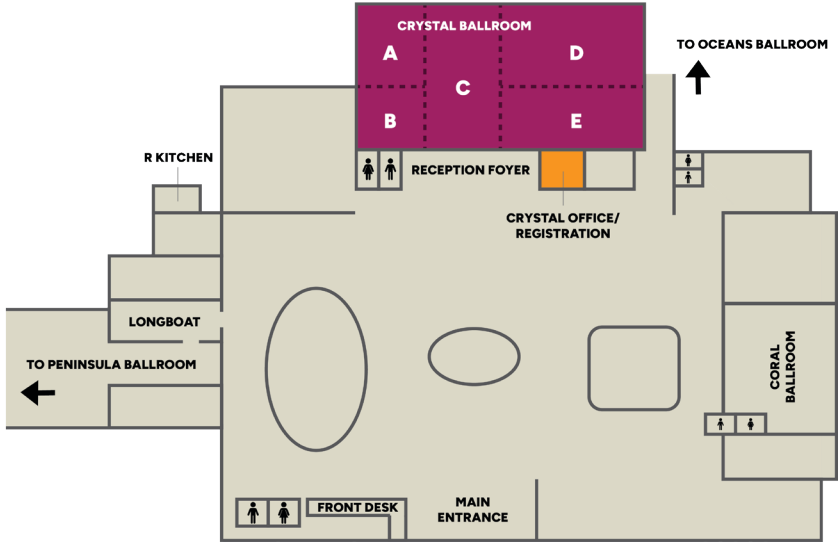 CRYSTAL BALLROOM
A
D
TO OCEANS BALLROOM
C
B
E
R KITCHEN
RECEPTION FOYER
CRYSTAL OFFICE/
REGISTRATION
LONGBOAT
TO PENINSULA BALLROOM
CORAL
BALLROOM
FRONT DESK
MAIN
ENTRANCE